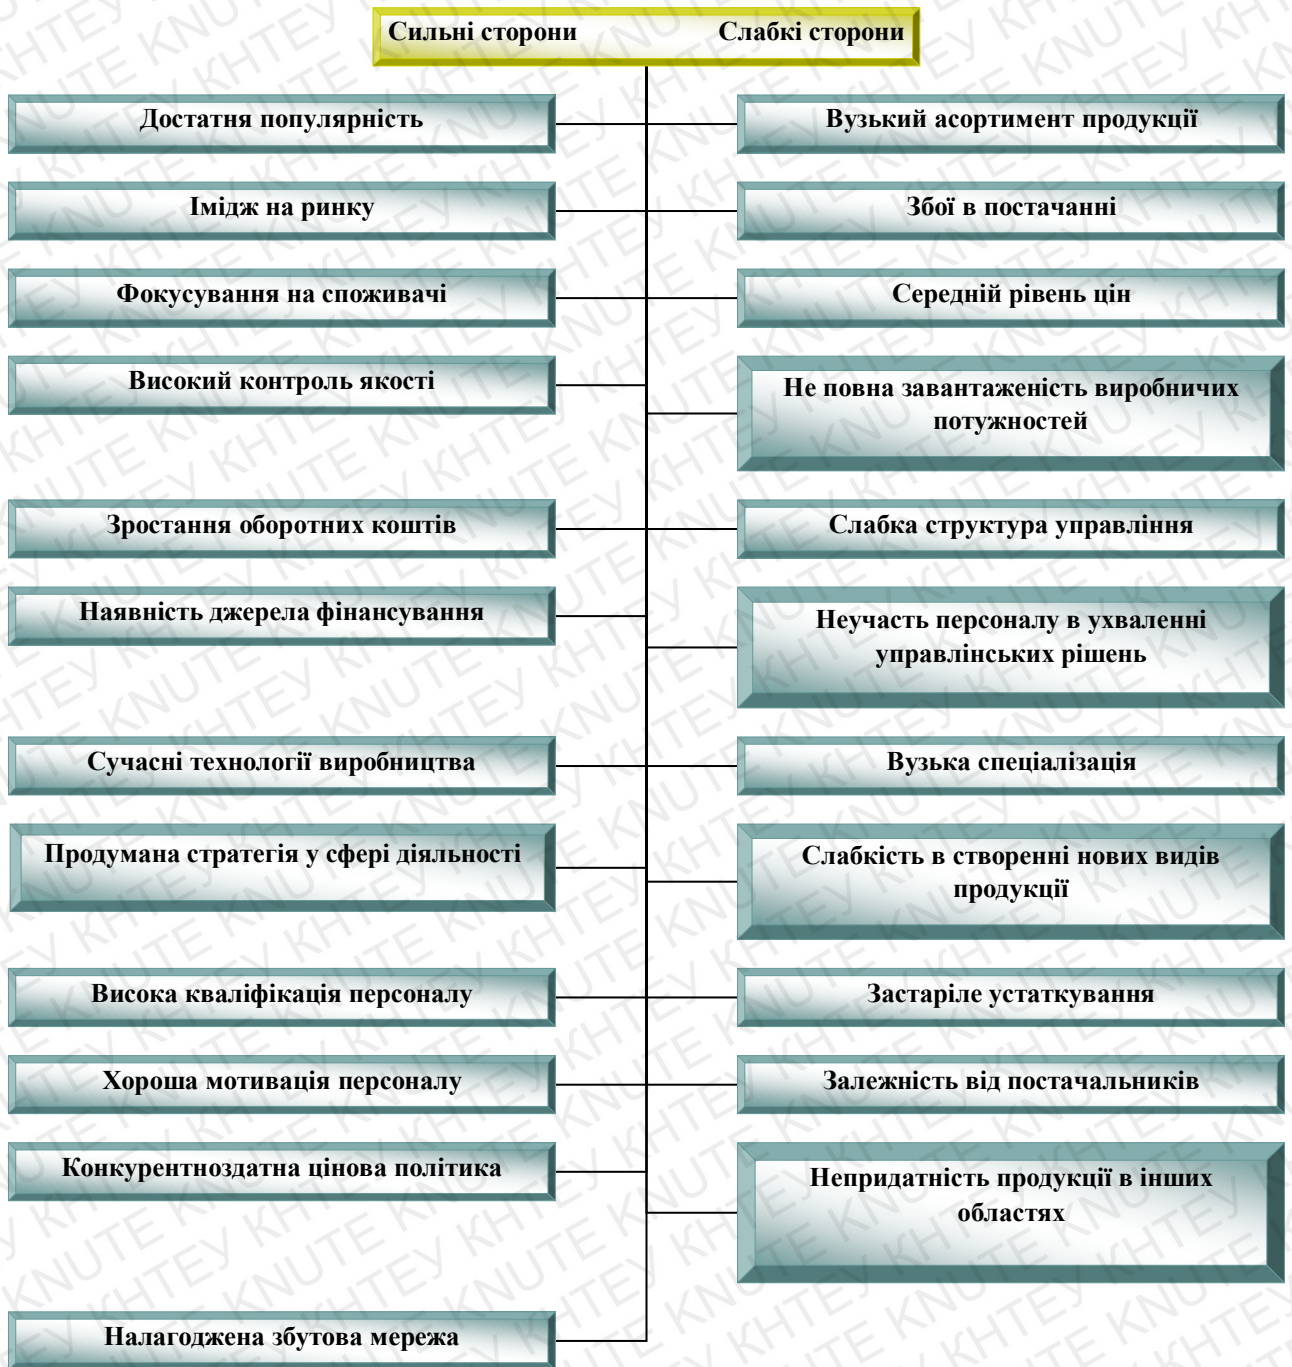 Сильні сторони Слабкі сторони
Достатня популярність
Вузький асортимент продукції
Імідж на ринку
Збої в постачанні
Фокусування на споживачі
Середній рівень цін
Високий контроль якості
Не повна завантаженість виробничих
потужностей
Зростання оборотних коштів
Слабка структура управління
Наявність джерела фінансування
Неучасть персоналу в ухваленні
управлінських рішень
Сучасні технології виробництва
Вузька спеціалізація
Продумана стратегія у сфері діяльності
Слабкість в створенні нових видів
продукції
Висока кваліфікація персоналу
Застаріле устаткування
Хороша мотивація персоналу
Залежність від постачальників
Конкурентноздатна цінова політика
Непридатність продукції в інших
областях
Налагоджена збутова мережа